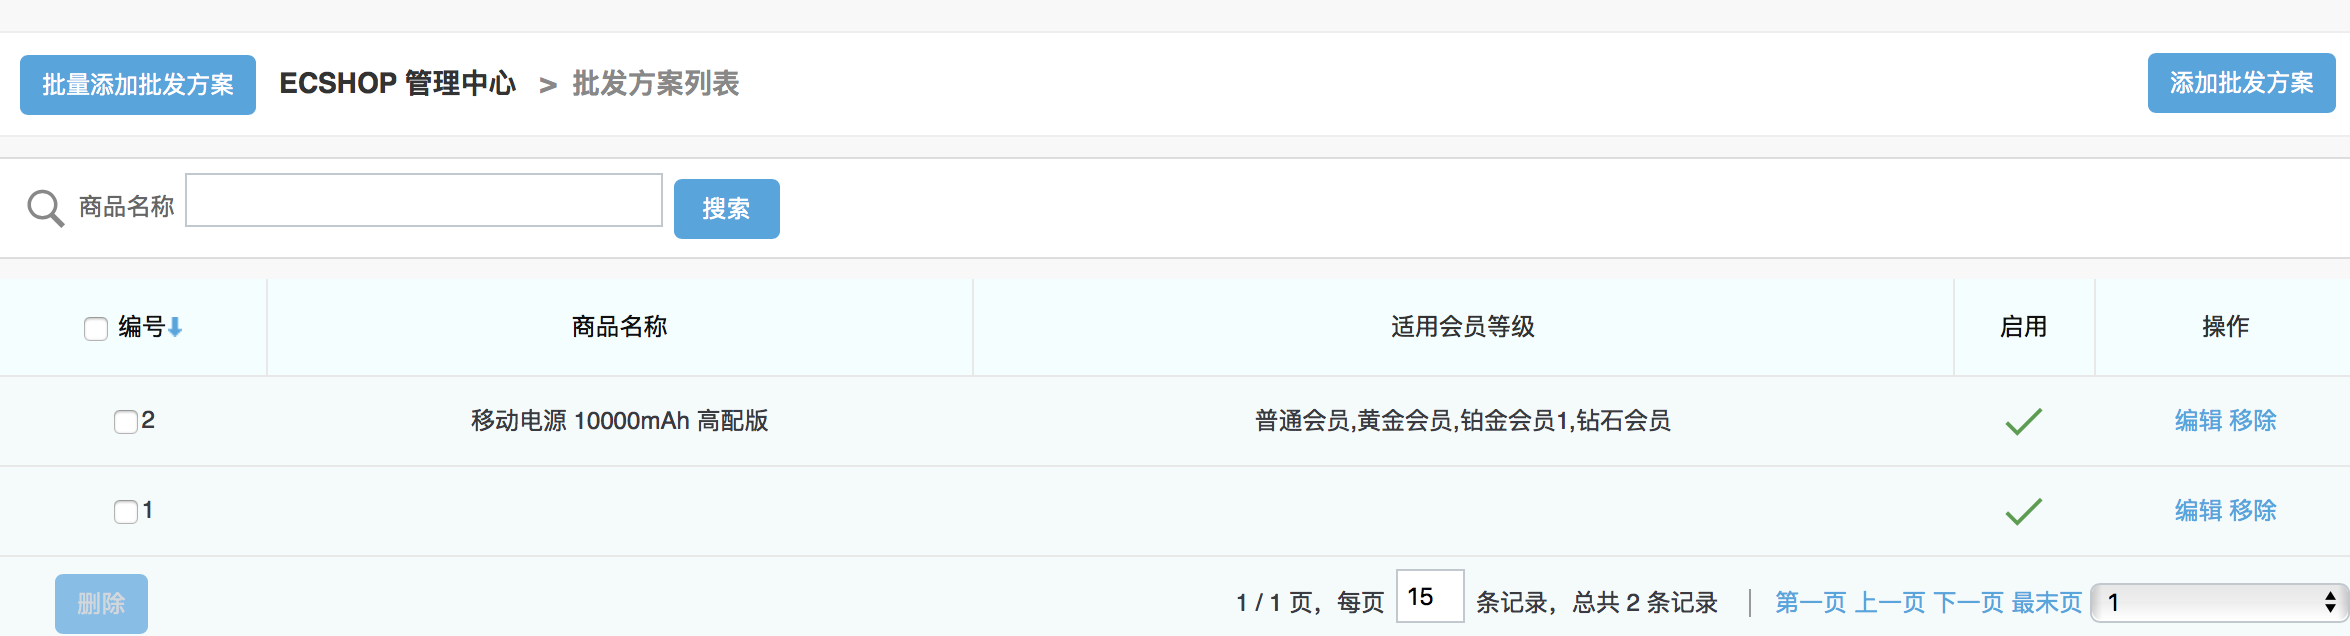 批量添加批发方案 ECSHOP 管理中心 > 批发方案列表 添加批发方案
商品名称 搜索
编号 商品名称 适用会员等级 启用 操作
2 移动电源 10000mAh 高配版 普通会员,黄金会员,铂金会员1,钻石会员 编辑 移除
1 编辑 移除
删除 1 / 1 页，每页 15 条记录，总共 2 条记录 | 第一页 上一页 下一页 最末页 1